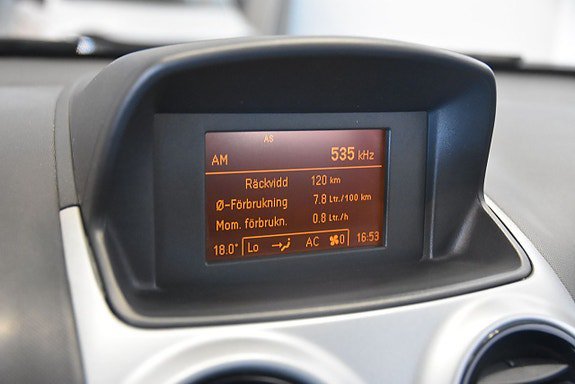 AS
AM 535 kHz
Räckvidd 120 km
Ø-Förbrukning 7.8 Ltr./100 km
Mom. förbrukn. 0.8 Ltr./h
18.0° Lo AC 0 16:53